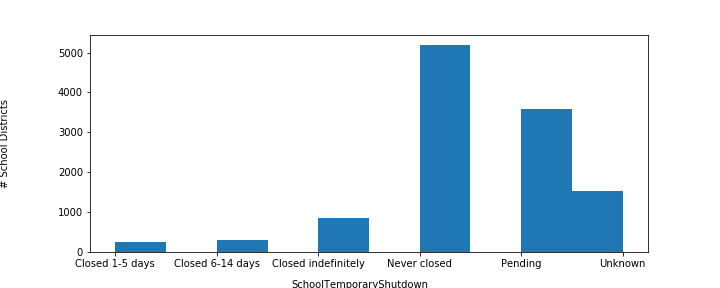 # School Districts
5000
4000
3000
2000
1000
0
Closed 1-5 days Closed 6-14 days Closed indefinitely Never closed Pending Unknown
SchoolTemporaryShutdown